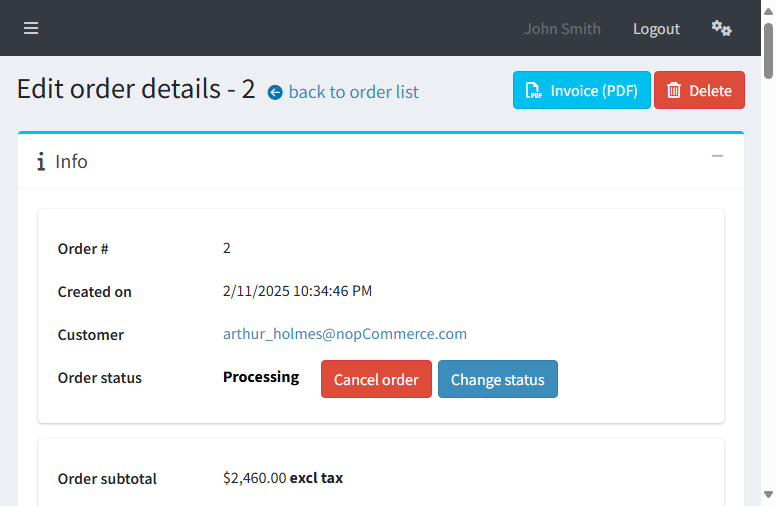 John Smith Logout
Edit order details - 2 back to order list
Invoice (PDF) Delete
Info
Order # 2
Created on 2/11/2025 10:34:46 PM
Customer arthur_holmes@nopCommerce.com
Order status Processing Cancel order Change status
Order subtotal $2,460.00 excl tax